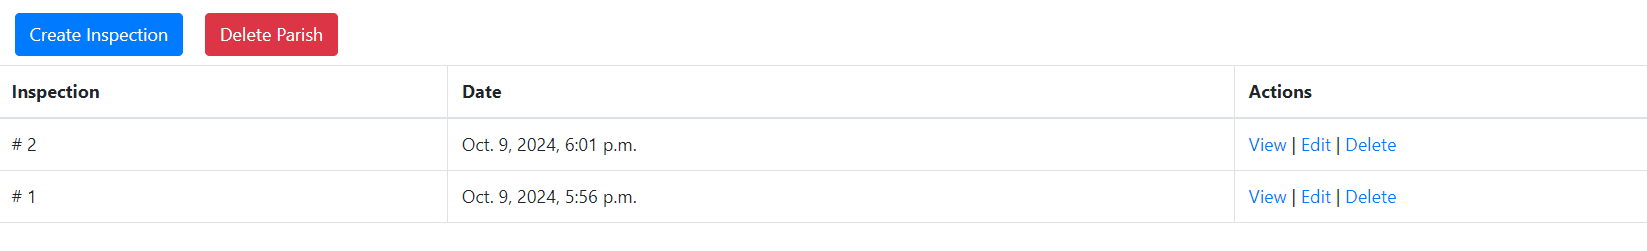 Create Inspection Delete Parish
Inspection Date Actions
# 2 Oct. 9, 2024, 6:01 p.m. View | Edit | Delete
# 1 Oct. 9, 2024, 5:56 p.m. View | Edit | Delete